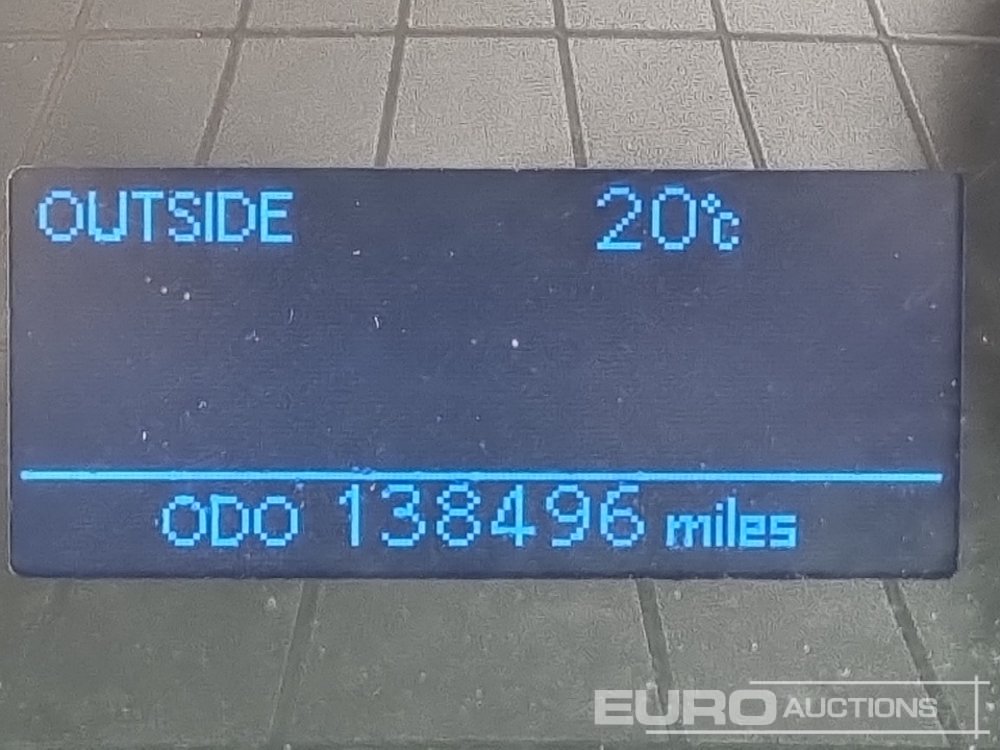 OUTSIDE 20℃
ODO 138496 miles
EURO AUCTIONS